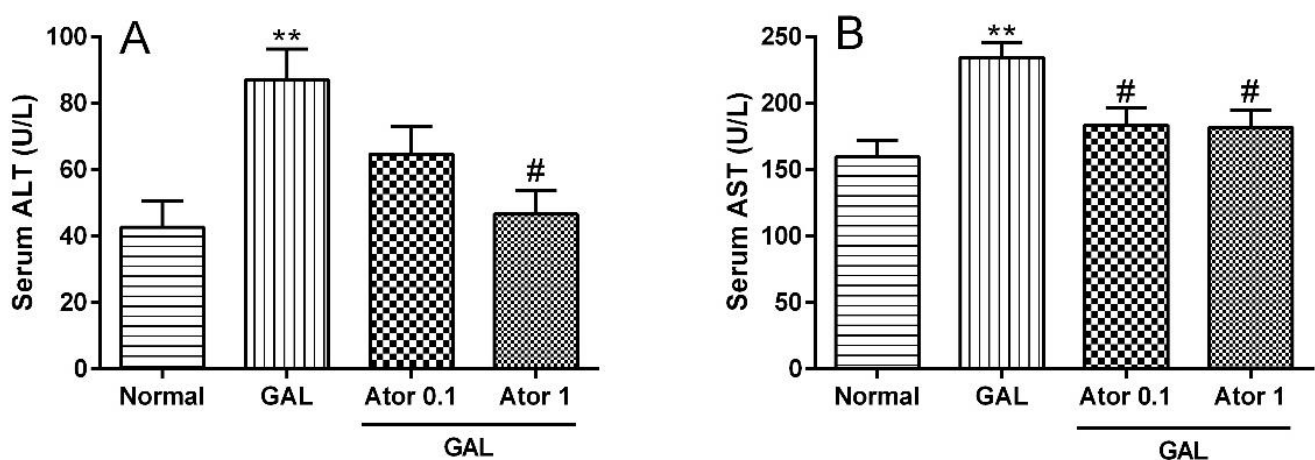 A
Serum ALT (U/L)
100
80
60
40
20
0
**
#
Normal GAL Ator 0.1 Ator 1
GAL
B
Serum AST (U/L)
250
200
150
100
50
0
**
#
#
Normal GAL Ator 0.1 Ator 1
GAL